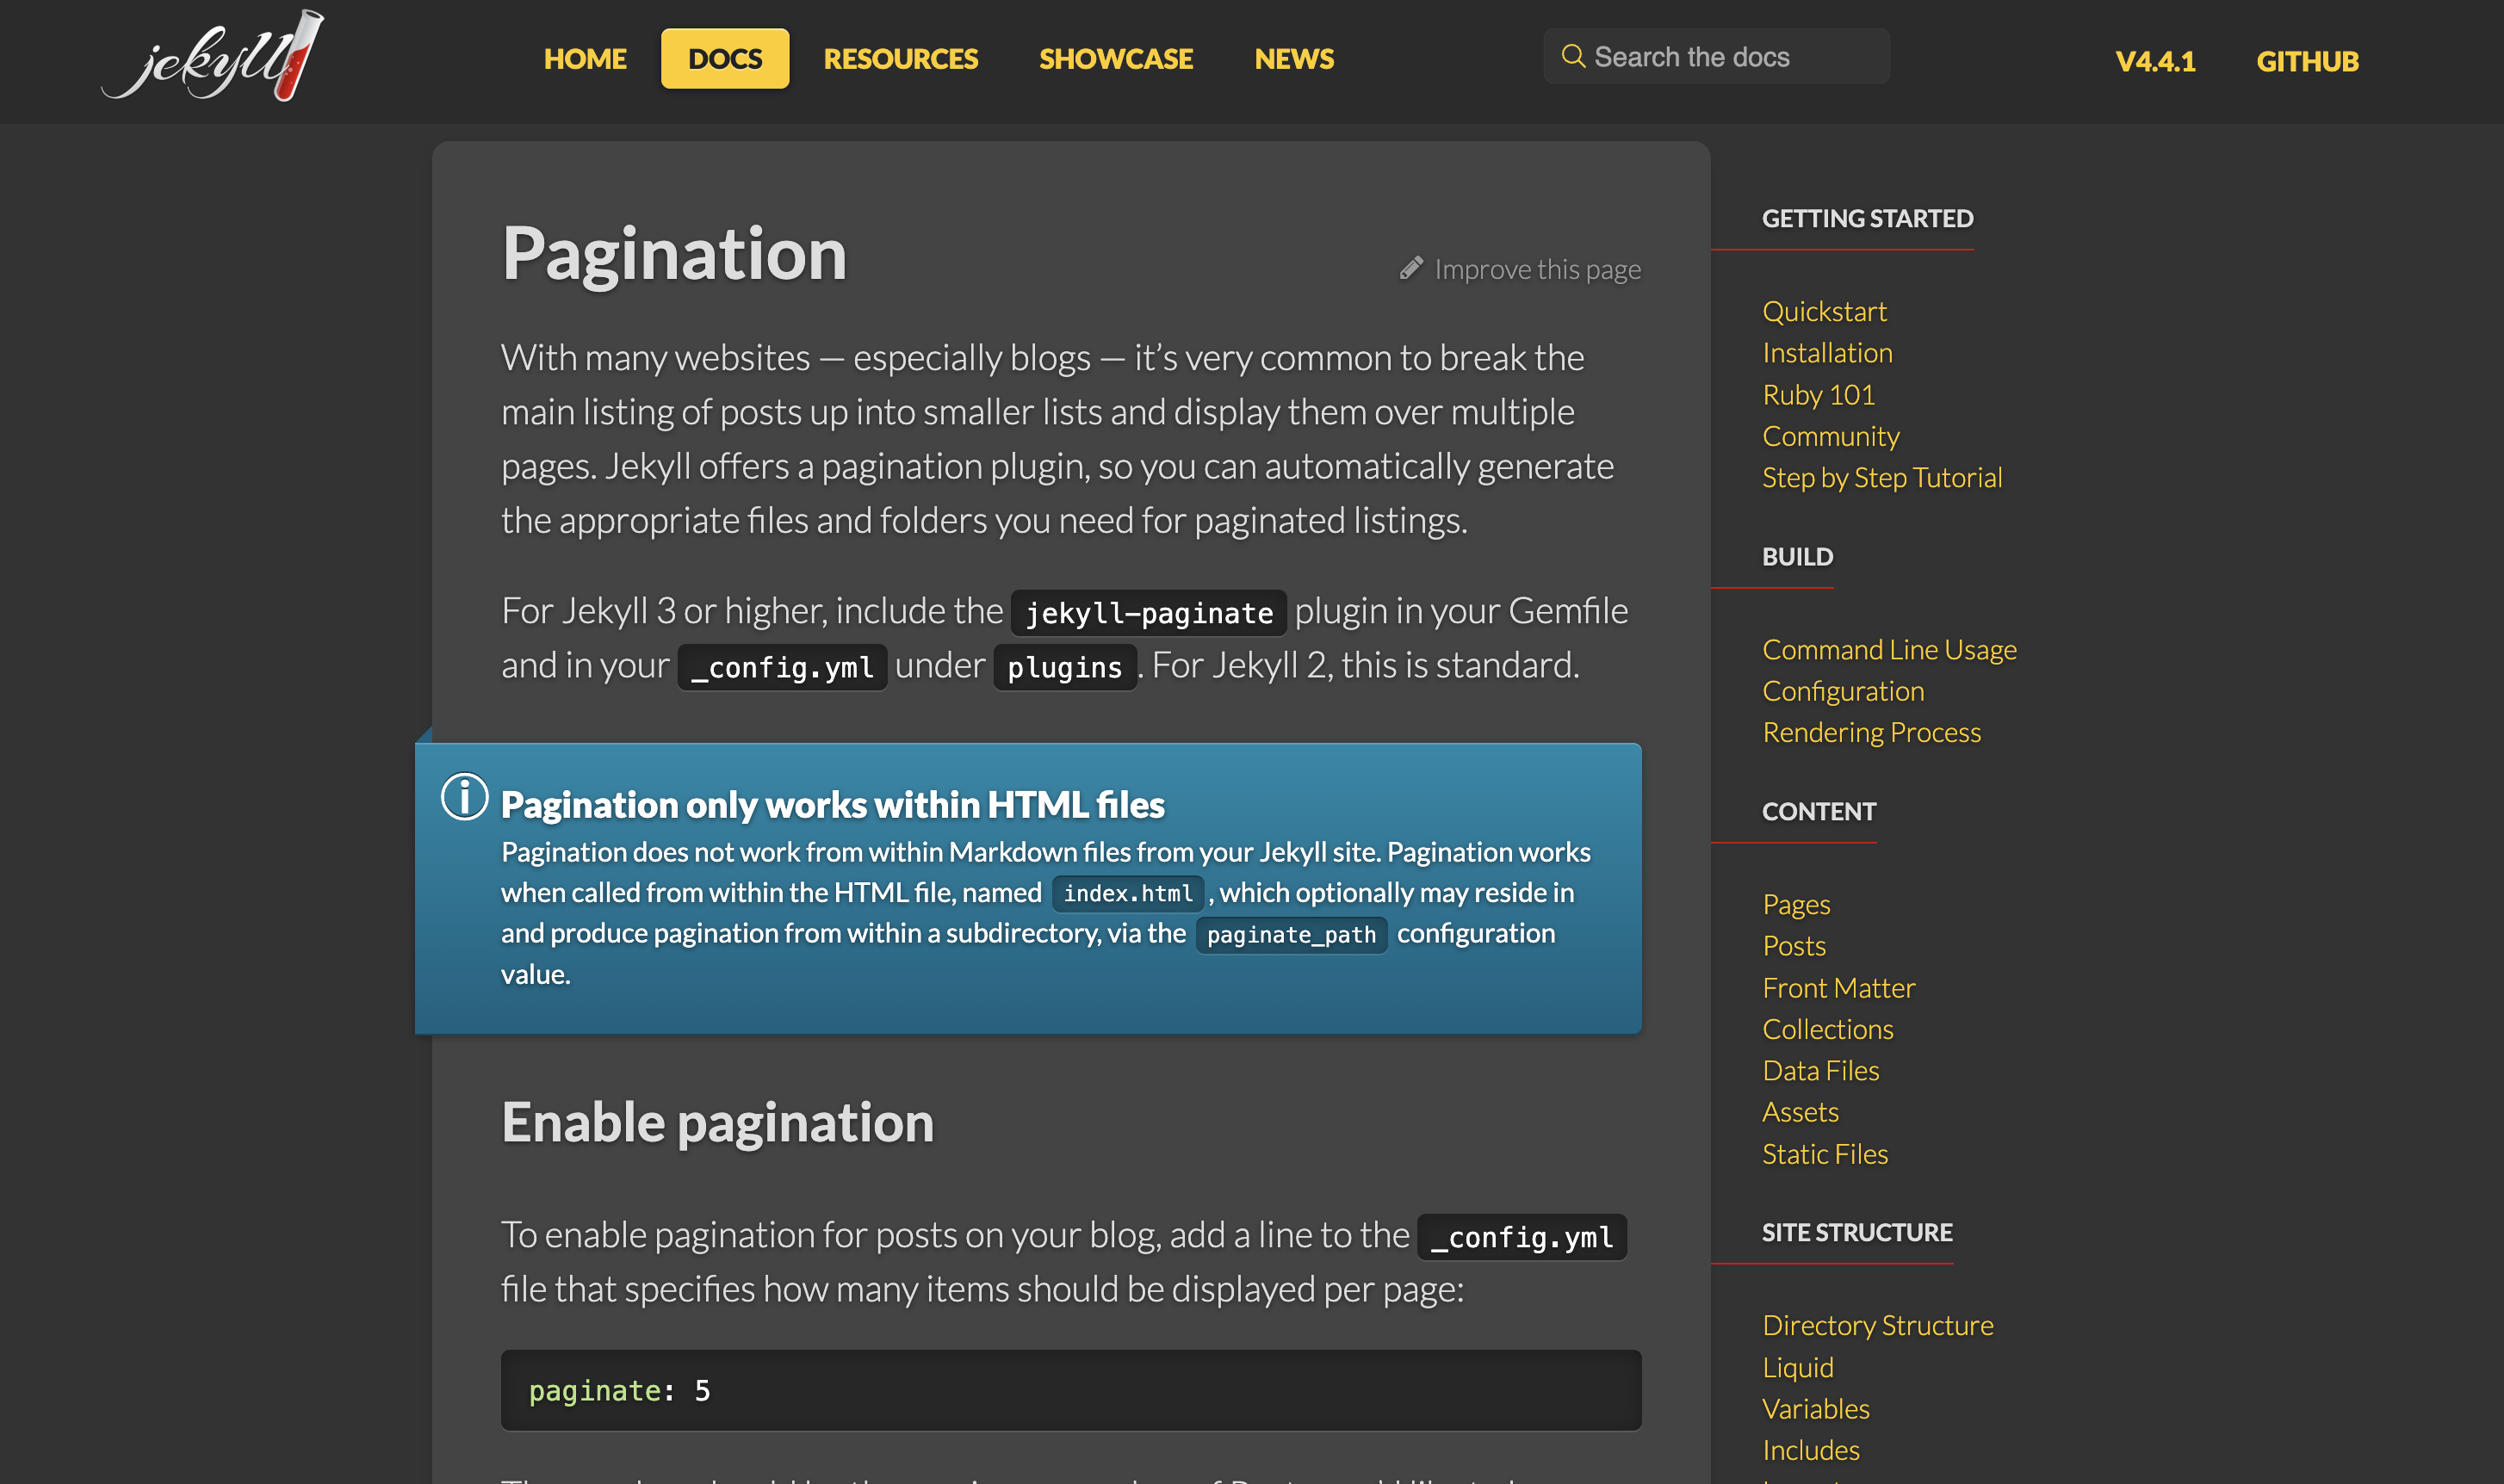 jekyll
HOME
DOCS
RESOURCES
SHOWCASE
NEWS
Search the docs
V4.4.1
GITHUB
Pagination
Improve this page
With many websites — especially blogs — it’s very common to break the
main listing of posts up into smaller lists and display them over multiple
pages. Jekyll offers a pagination plugin, so you can automatically generate
the appropriate files and folders you need for paginated listings.
For Jekyll 3 or higher, include the jekyll-paginate plugin in your Gemfile
and in your _config.yml under plugins. For Jekyll 2, this is standard.
Pagination only works within HTML files
Pagination does not work from within Markdown files from your Jekyll site. Pagination works
when called from within the HTML file, named index.html, which optionally may reside in
and produce pagination from within a subdirectory, via the paginate_path configuration
value.
Enable pagination
To enable pagination for posts on your blog, add a line to the _config.yml
file that specifies how many items should be displayed per page:
paginate: 5
GETTING STARTED
Quickstart
Installation
Ruby 101
Community
Step by Step Tutorial
BUILD
Command Line Usage
Configuration
Rendering Process
CONTENT
Pages
Posts
Front Matter
Collections
Data Files
Assets
Static Files
SITE STRUCTURE
Directory Structure
Liquid
Variables
Includes